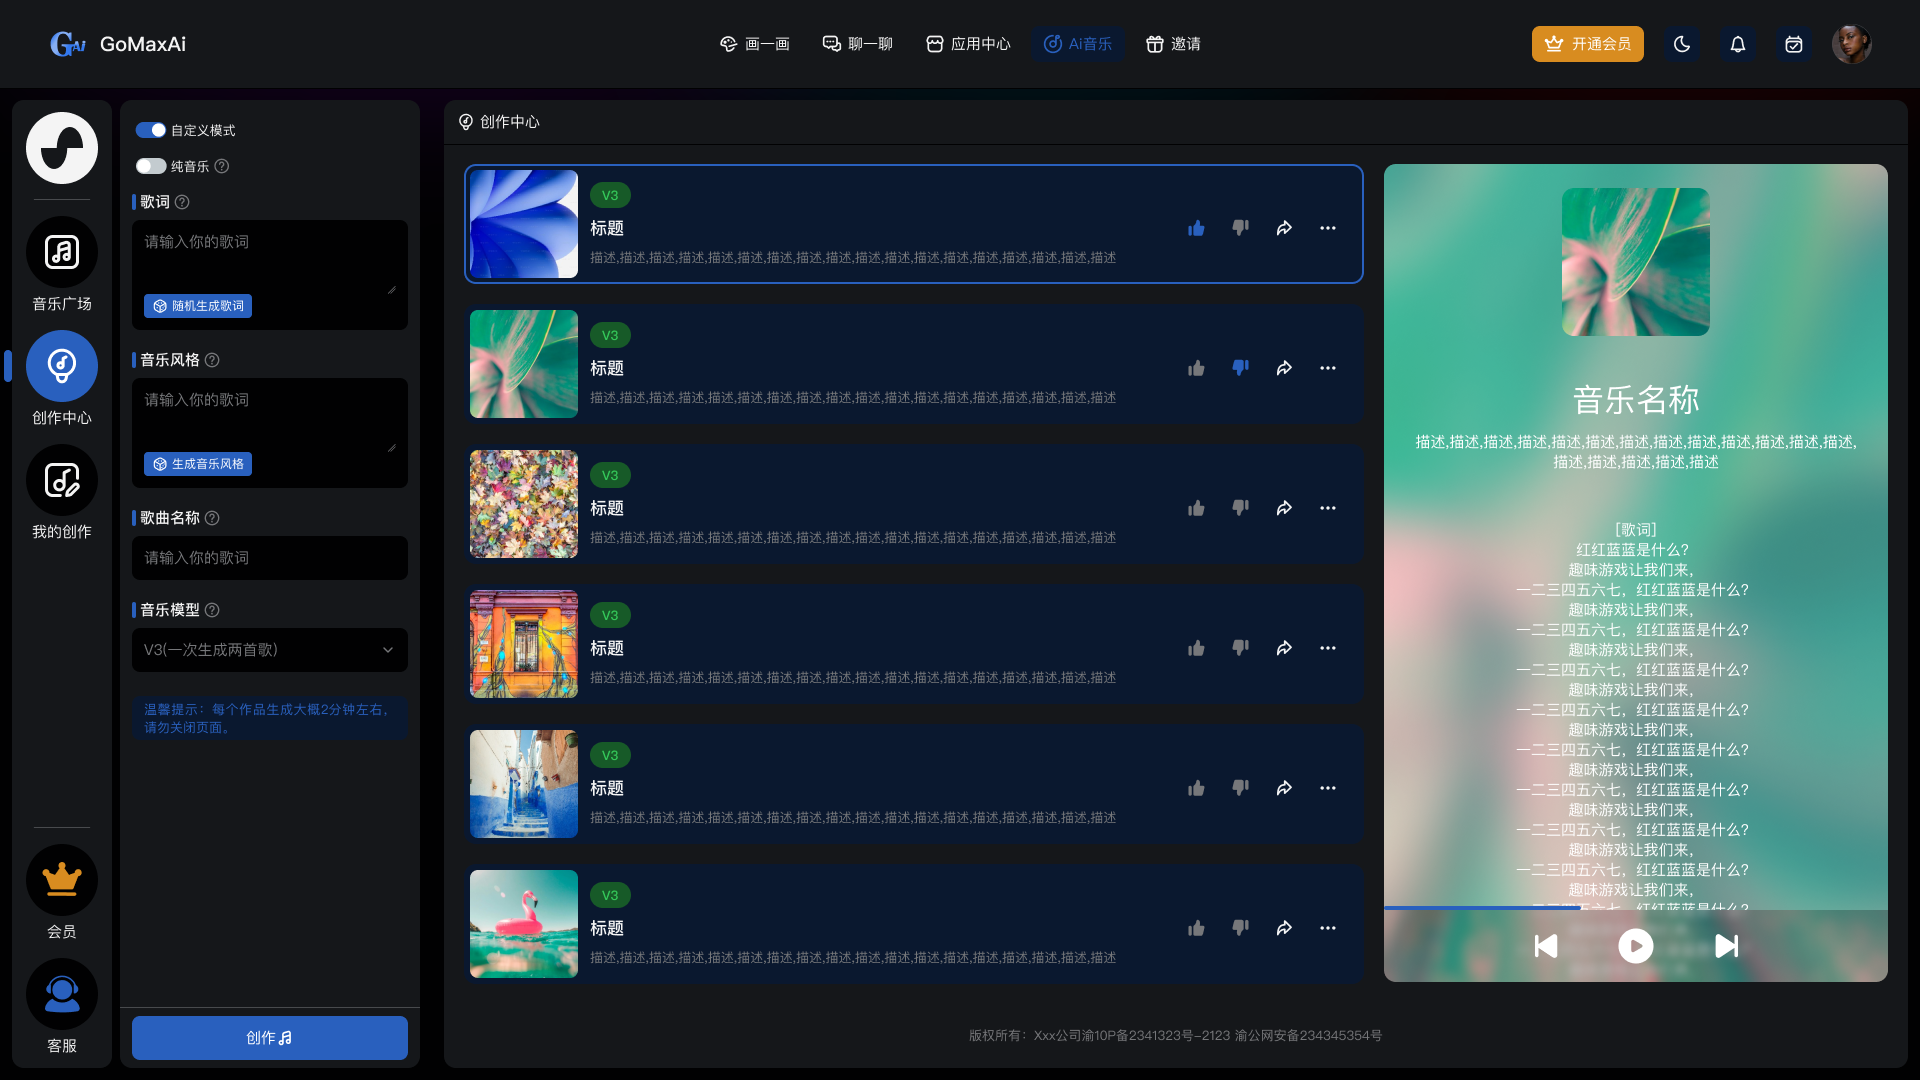 GoMaxAi
画一画
聊一聊
应用中心
Ai音乐
邀请
开通会员
音乐广场
创作中心
我的创作
会员
客服
自定义模式
纯音乐
歌词
请输入你的歌词
随机生成歌词
音乐风格
请输入你的歌词
生成音乐风格
歌曲名称
请输入你的歌词
音乐模型
V3(一次生成两首歌)
温馨提示：每个作品生成大概2分钟左右，
请勿关闭页面。
创作
创作中心
V3
标题
描述,描述,描述,描述,描述,描述,描述,描述,描述,描述,描述,描述,描述,描述,描述,描述,描述,描述
V3
标题
描述,描述,描述,描述,描述,描述,描述,描述,描述,描述,描述,描述,描述,描述,描述,描述,描述,描述
V3
标题
描述,描述,描述,描述,描述,描述,描述,描述,描述,描述,描述,描述,描述,描述,描述,描述,描述,描述
V3
标题
描述,描述,描述,描述,描述,描述,描述,描述,描述,描述,描述,描述,描述,描述,描述,描述,描述,描述
V3
标题
描述,描述,描述,描述,描述,描述,描述,描述,描述,描述,描述,描述,描述,描述,描述,描述,描述,描述
V3
标题
描述,描述,描述,描述,描述,描述,描述,描述,描述,描述,描述,描述,描述,描述,描述,描述,描述,描述
音乐名称
描述,描述,描述,描述,描述,描述,描述,描述,描述,描述,描述,描述,描述,
描述,描述,描述,描述,描述
[歌词]
红红蓝蓝是什么?
趣味游戏让我们来,
一二三四五六七，红红蓝蓝是什么?
趣味游戏让我们来,
一二三四五六七，红红蓝蓝是什么?
趣味游戏让我们来,
一二三四五六七，红红蓝蓝是什么?
趣味游戏让我们来,
一二三四五六七，红红蓝蓝是什么?
趣味游戏让我们来,
一二三四五六七，红红蓝蓝是什么?
趣味游戏让我们来,
一二三四五六七，红红蓝蓝是什么?
趣味游戏让我们来,
一二三四五六七，红红蓝蓝是什么?
趣味游戏让我们来,
一二三四五六七，红红蓝蓝是什么?
趣味游戏让我们来,
一二三四五六七，红红蓝蓝是什么?
版权所有：Xxx公司渝10P备2341323号-2123 渝公网安备234345354号